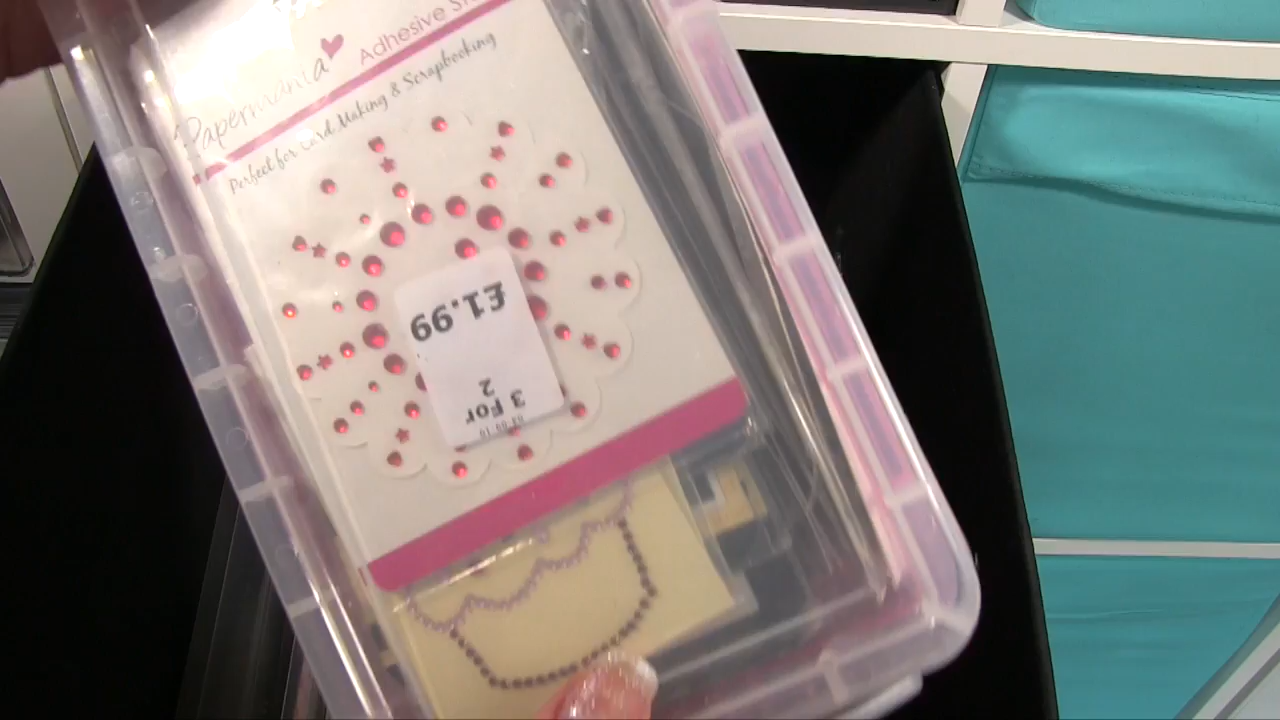 Papermania
Adhesive
Perfect for Card Making & Scrapbooking
£1.99
3 For
2